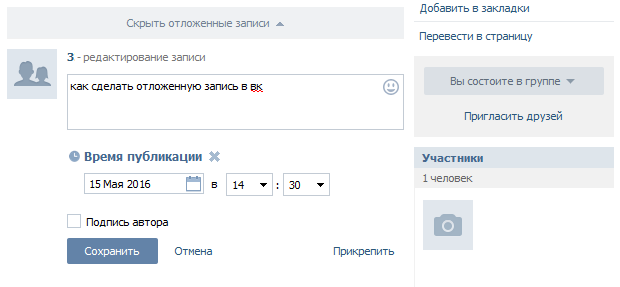 Скрыть отложенные записи
3 - редактирование записи
как сделать отложенную запись в вк
Время публикации
15 Мая 2016 в 14 : 30
Подпись автора
Сохранить Отмена Прикрепить
Добавить в закладки
Перевести в страницу
Вы состоите в группе
Пригласить друзей
Участники
1 человек